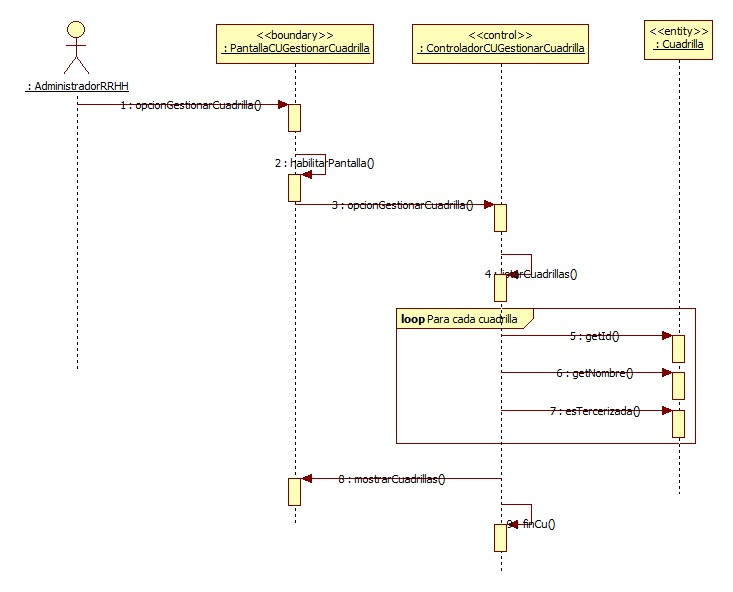 <<boundary>>
: PantallaCUGestionarCuadrilla
<<control>>
: ControladorCUGestionarCuadrilla
<<entity>>
: Cuadrilla
: AdministradorRRHH
1 : opcionGestionarCuadrilla()
2 : habilitarPantalla()
3 : opcionGestionarCuadrilla()
4 : listarCuadrillas()
loop Para cada cuadrilla
5 : getId()
6 : getNombre()
7 : esTercerizada()
8 : mostrarCuadrillas()
9 : finCu()